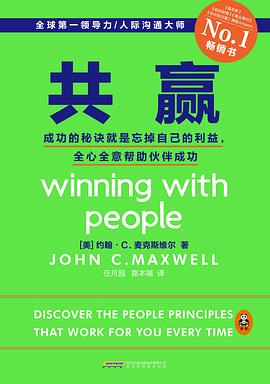 全球第一领导力/人际沟通大师
No.1
畅销书
共赢
成功的秘诀就是忘掉自己的利益，
全心全意帮助伙伴成功
winning with
people
[美] 约翰·C.麦克斯维尔 著
JOHN C.MAXWELL
任月园 路本福 译
DISCOVER THE PEOPLE PRINCIPLES
THAT WORK FOR YOU EVERY TIME